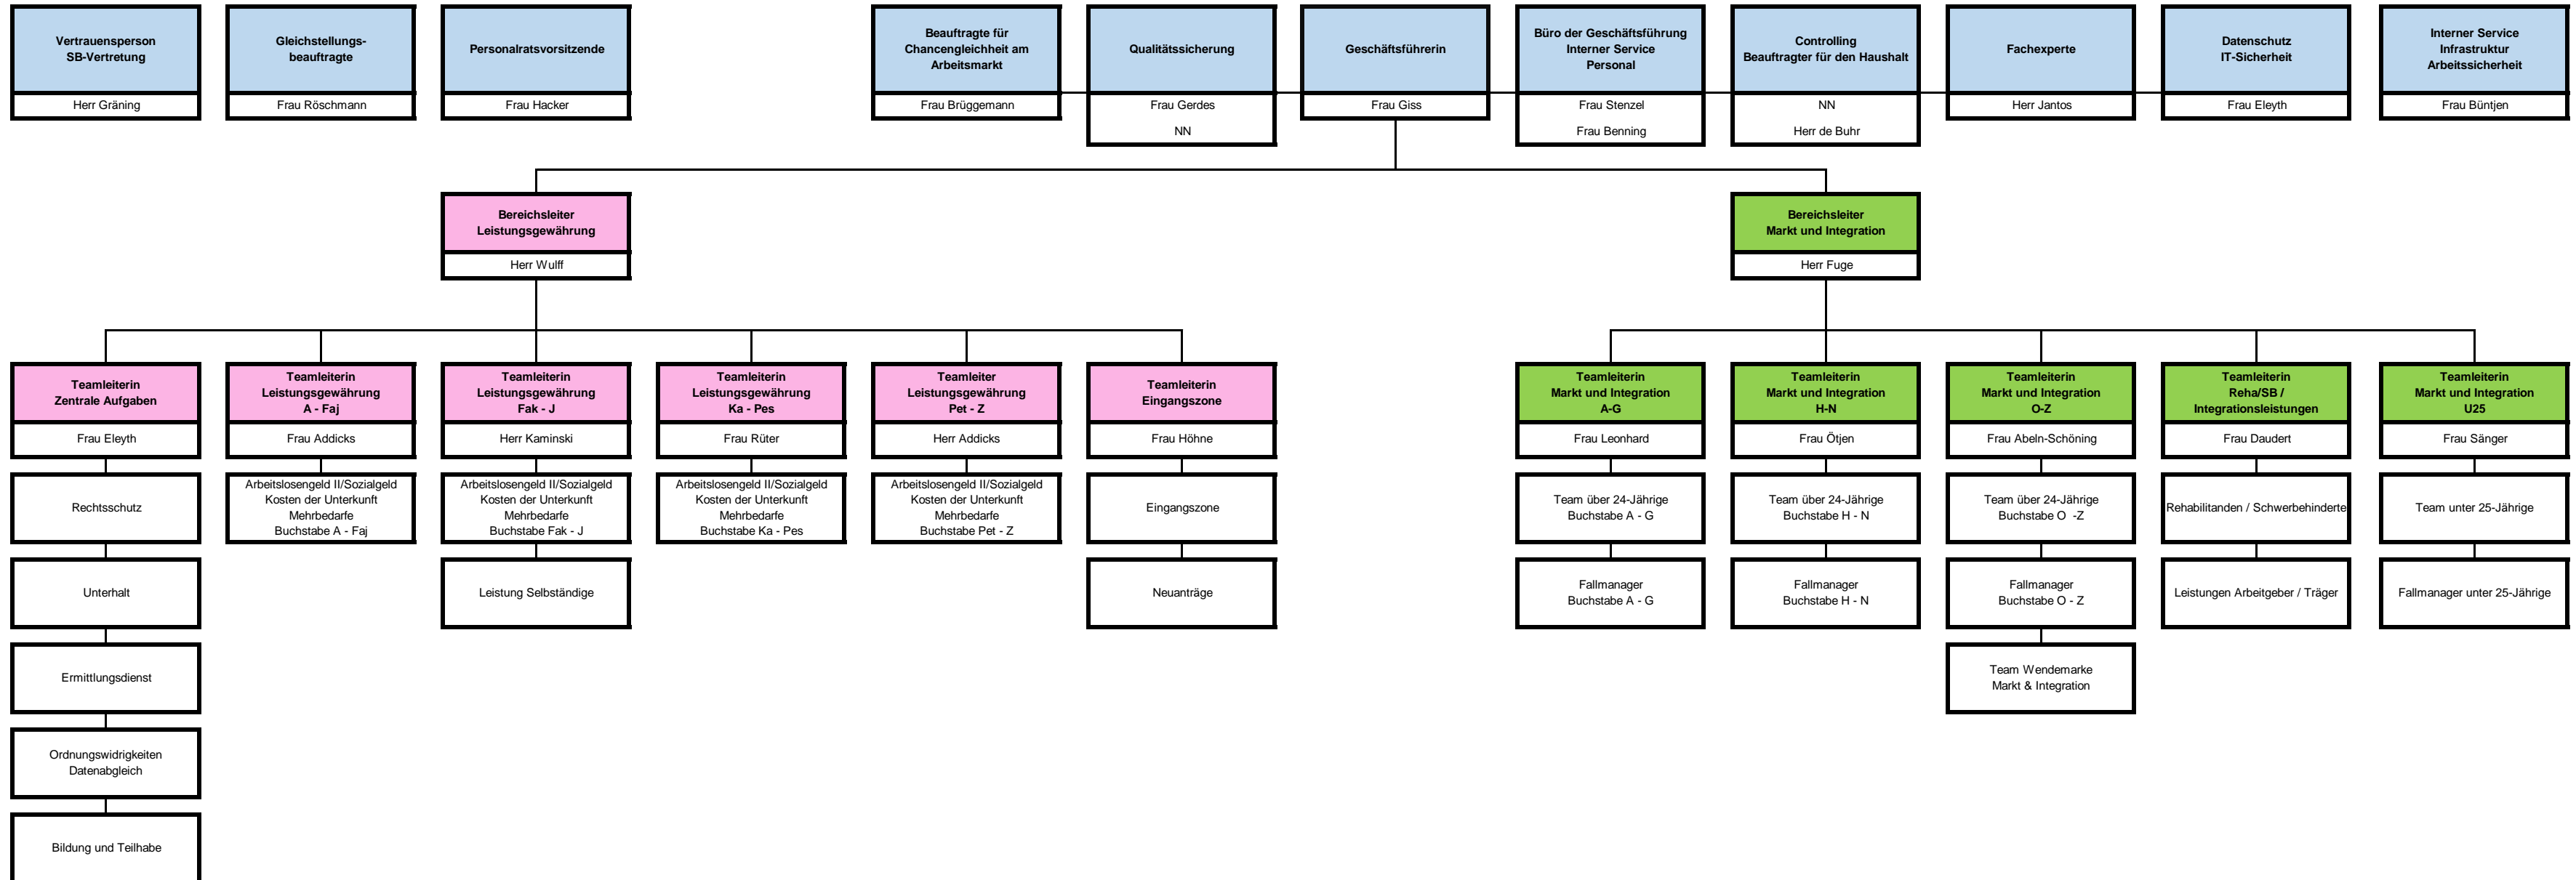 Vertrauensperson
SB-Vertretung
Herr Gräning
Gleichstellungs-
beauftragte
Frau Röschmann
Personalratsvorsitzende
Frau Hacker
Beauftragte für
Chancengleichheit am
Arbeitsmarkt
Frau Brüggemann
Qualitätssicherung
Frau Gerdes
NN
Geschäftsführerin
Frau Giss
Büro der Geschäftsführung
Interner Service
Personal
Frau Stenzel
Frau Benning
Controlling
Beauftragter für den Haushalt
NN
Herr de Buhr
Fachexperte
Herr Jantos
Datenschutz
IT-Sicherheit
Frau Eleyth
Interner Service
Infrastruktur
Arbeitssicherheit
Frau Büntjen
Bereichsleiter
Leistungsgewährung
Herr Wulff
Bereichsleiter
Markt und Integration
Herr Fuge
Teamleiterin
Zentrale Aufgaben
Frau Eleyth
Rechtsschutz
Unterhalt
Ermittlungsdienst
Ordnungswidrigkeiten
Datenabgleich
Bildung und Teilhabe
Teamleiterin
Leistungsgewährung
A - Faj
Frau Addicks
Arbeitslosengeld II/Sozialgeld
Kosten der Unterkunft
Mehrbedarfe
Buchstabe A - Faj
Teamleiterin
Leistungsgewährung
Fak - J
Herr Kaminski
Arbeitslosengeld II/Sozialgeld
Kosten der Unterkunft
Mehrbedarfe
Buchstabe Fak - J
Leistung Selbständige
Teamleiterin
Leistungsgewährung
Ka - Pes
Frau Rüter
Arbeitslosengeld II/Sozialgeld
Kosten der Unterkunft
Mehrbedarfe
Buchstabe Ka - Pes
Teamleiter
Leistungsgewährung
Pet - Z
Herr Addicks
Arbeitslosengeld II/Sozialgeld
Kosten der Unterkunft
Mehrbedarfe
Buchstabe Pet - Z
Teamleiterin
Eingangszone
Frau Höhne
Eingangszone
Neuanträge
Teamleiterin
Markt und Integration
A-G
Frau Leonhard
Team über 24-Jährige
Buchstabe A - G
Fallmanager
Buchstabe A - G
Teamleiterin
Markt und Integration
H-N
Frau Ötjen
Team über 24-Jährige
Buchstabe H - N
Fallmanager
Buchstabe H - N
Teamleiterin
Markt und Integration
O-Z
Frau Abeln-Schöning
Team über 24-Jährige
Buchstabe O -Z
Fallmanager
Buchstabe O - Z
Team Wendemarke
Markt & Integration
Teamleiterin
Reha/SB /
Integrationsleistungen
Frau Daudert
Rehabilitanden / Schwerbehinderte
Leistungen Arbeitgeber / Träger
Teamleiterin
Markt und Integration
U25
Frau Sänger
Team unter 25-Jährige
Fallmanager unter 25-Jährige